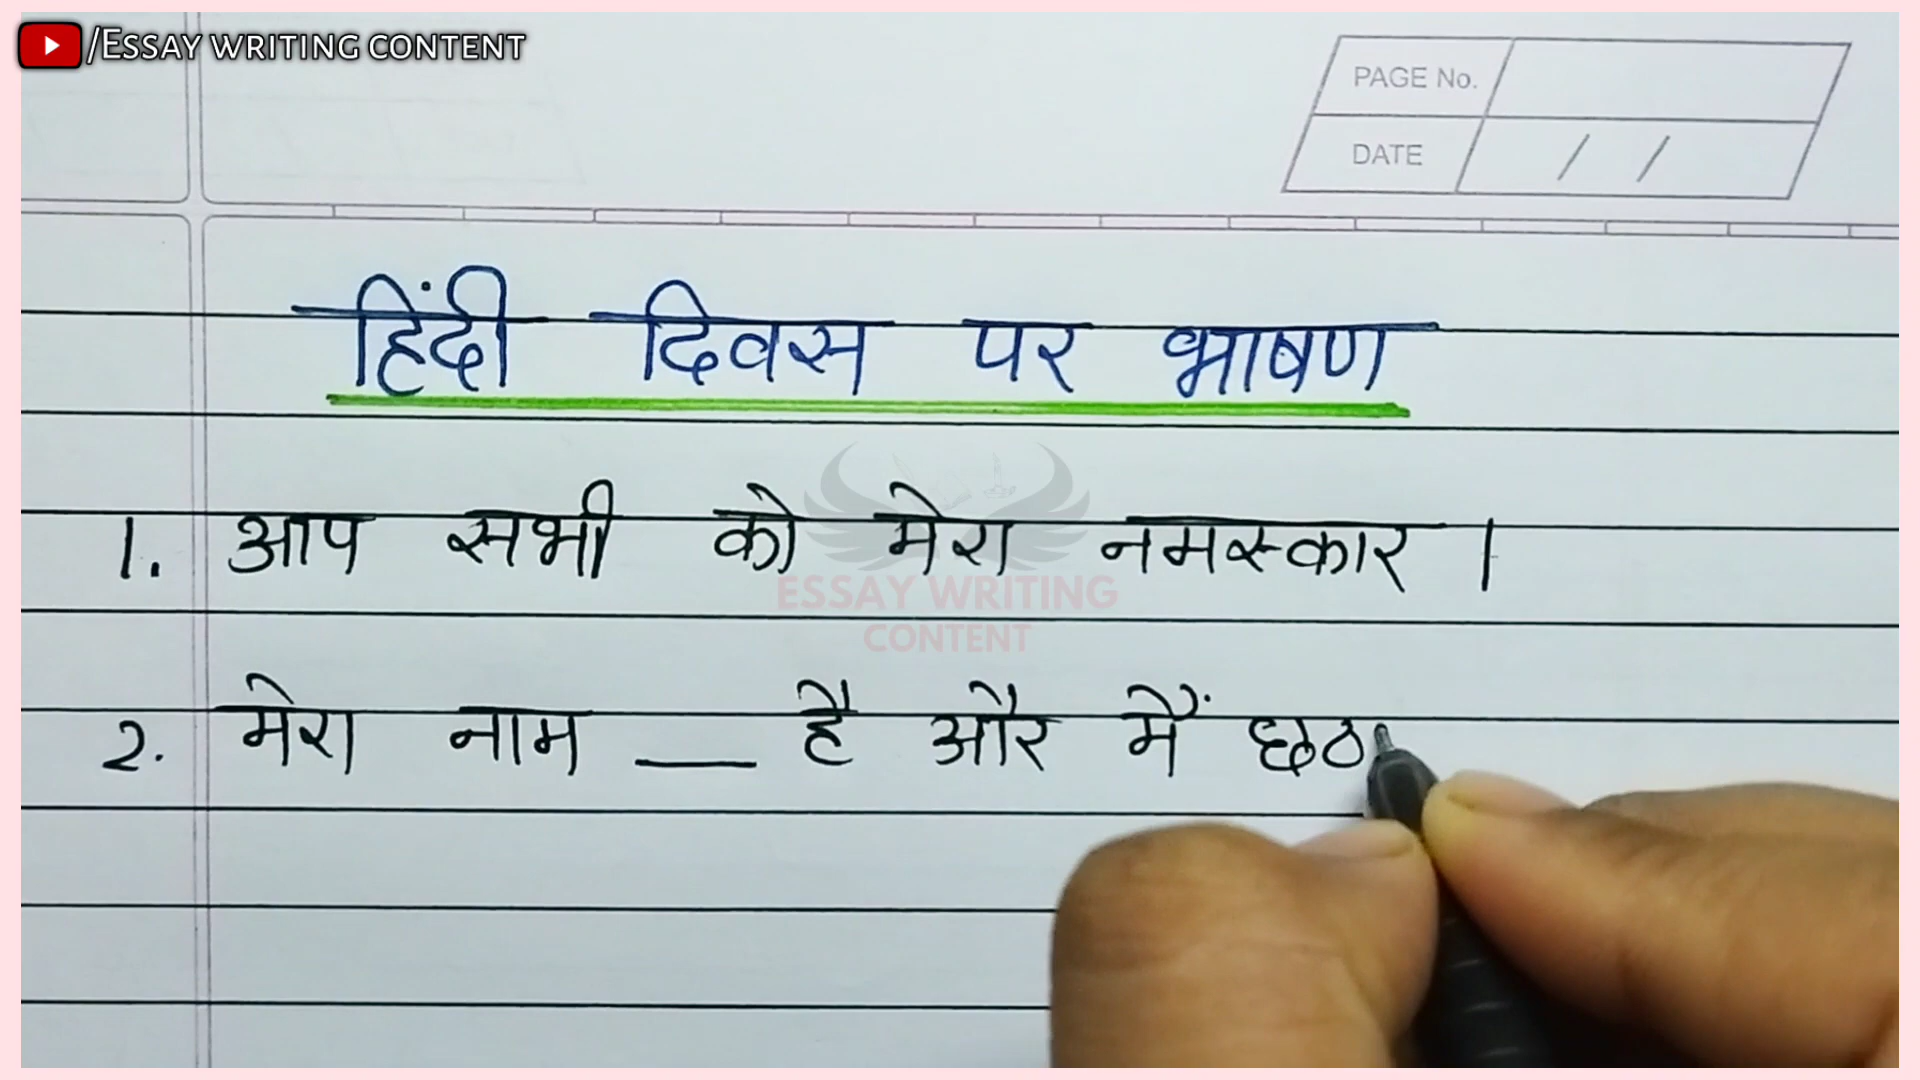 /ESSAY WRITING CONTENT
PAGE No.
DATE / /
हिंदी दिवस पर भाषण
1. आप सभी को मेरा नमस्कार ।
ESSAY WRITING
CONTENT
2. मेरा नाम __ है और मैं छठ